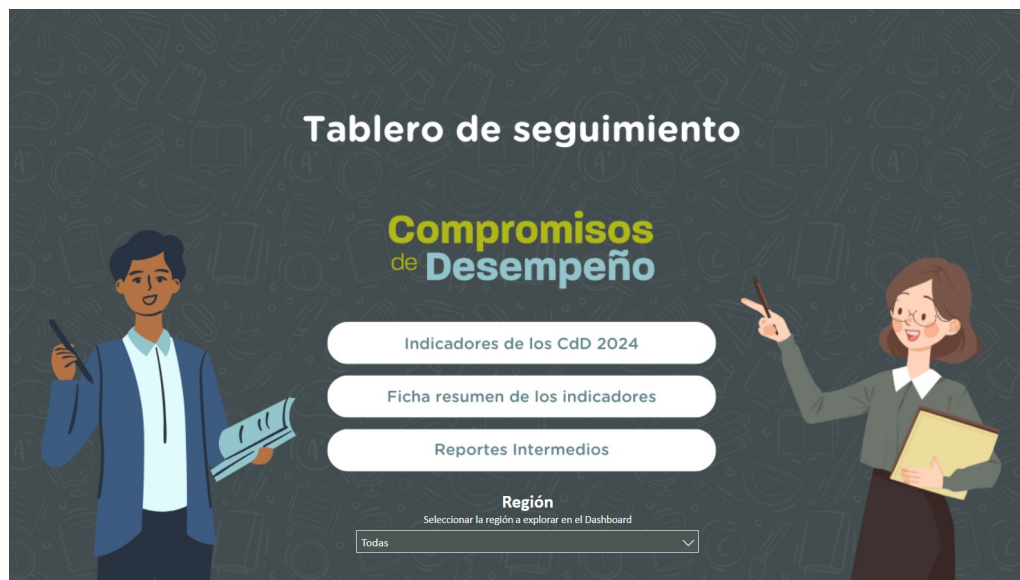 Tablero de seguimiento
Compromisos
de Desempeño
Indicadores de los CdD 2024
Ficha resumen de los indicadores
Reportes Intermedios
Región
Seleccionar la región a explorar en el Dashboard
Todas